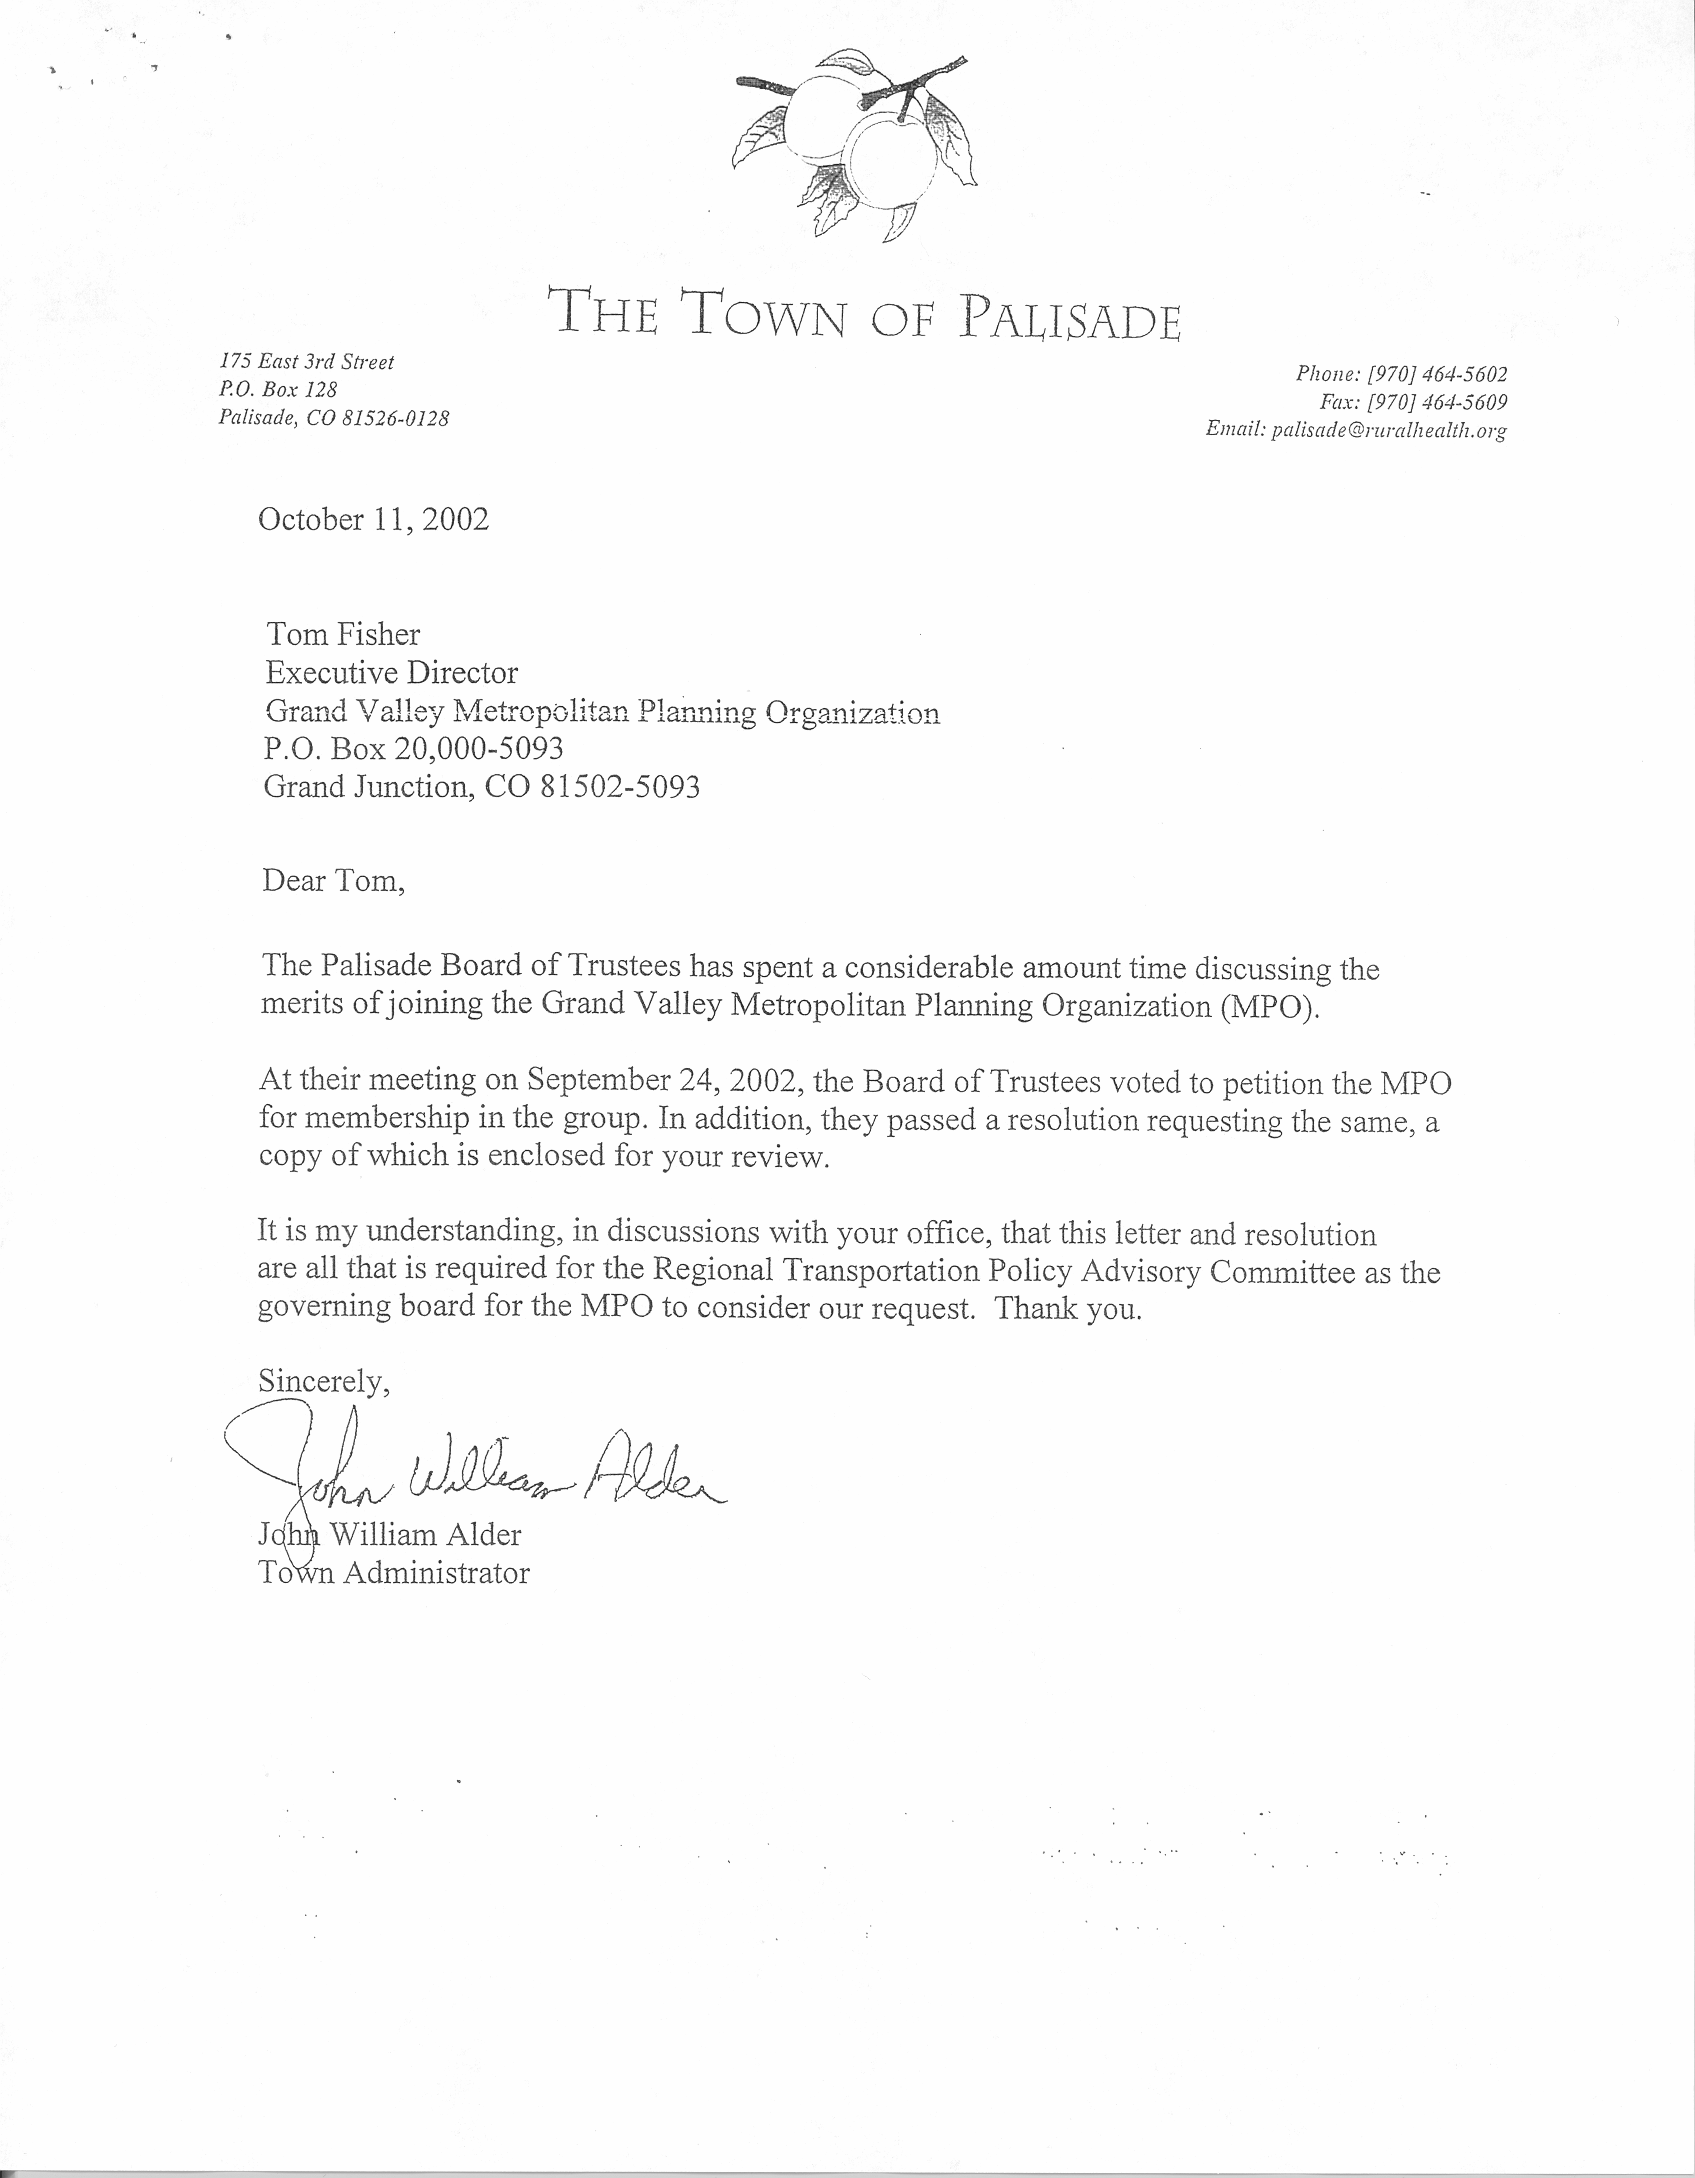 THE TOWN OF PALISADE
175 East 3rd Street
P.O. Box 128
Palisade, CO 81526-0128
Phone: [970] 464-5602
Fax: [970] 464-5609
Email: palisade@ruralhealth.org
October 11, 2002
Tom Fisher
Executive Director
Grand Valley Metropolitan Planning Organization
P.O. Box 20,000-5093
Grand Junction, CO 81502-5093
Dear Tom,
The Palisade Board of Trustees has spent a considerable amount time discussing the
merits of joining the Grand Valley Metropolitan Planning Organization (MPO).
At their meeting on September 24, 2002, the Board of Trustees voted to petition the MPO
for membership in the group. In addition, they passed a resolution requesting the same, a
copy of which is enclosed for your review.
It is my understanding, in discussions with your office, that this letter and resolution
are all that is required for the Regional Transportation Policy Advisory Committee as the
governing board for the MPO to consider our request.  Thank you.
Sincerely,
John William Alder
John William Alder
Town Administrator